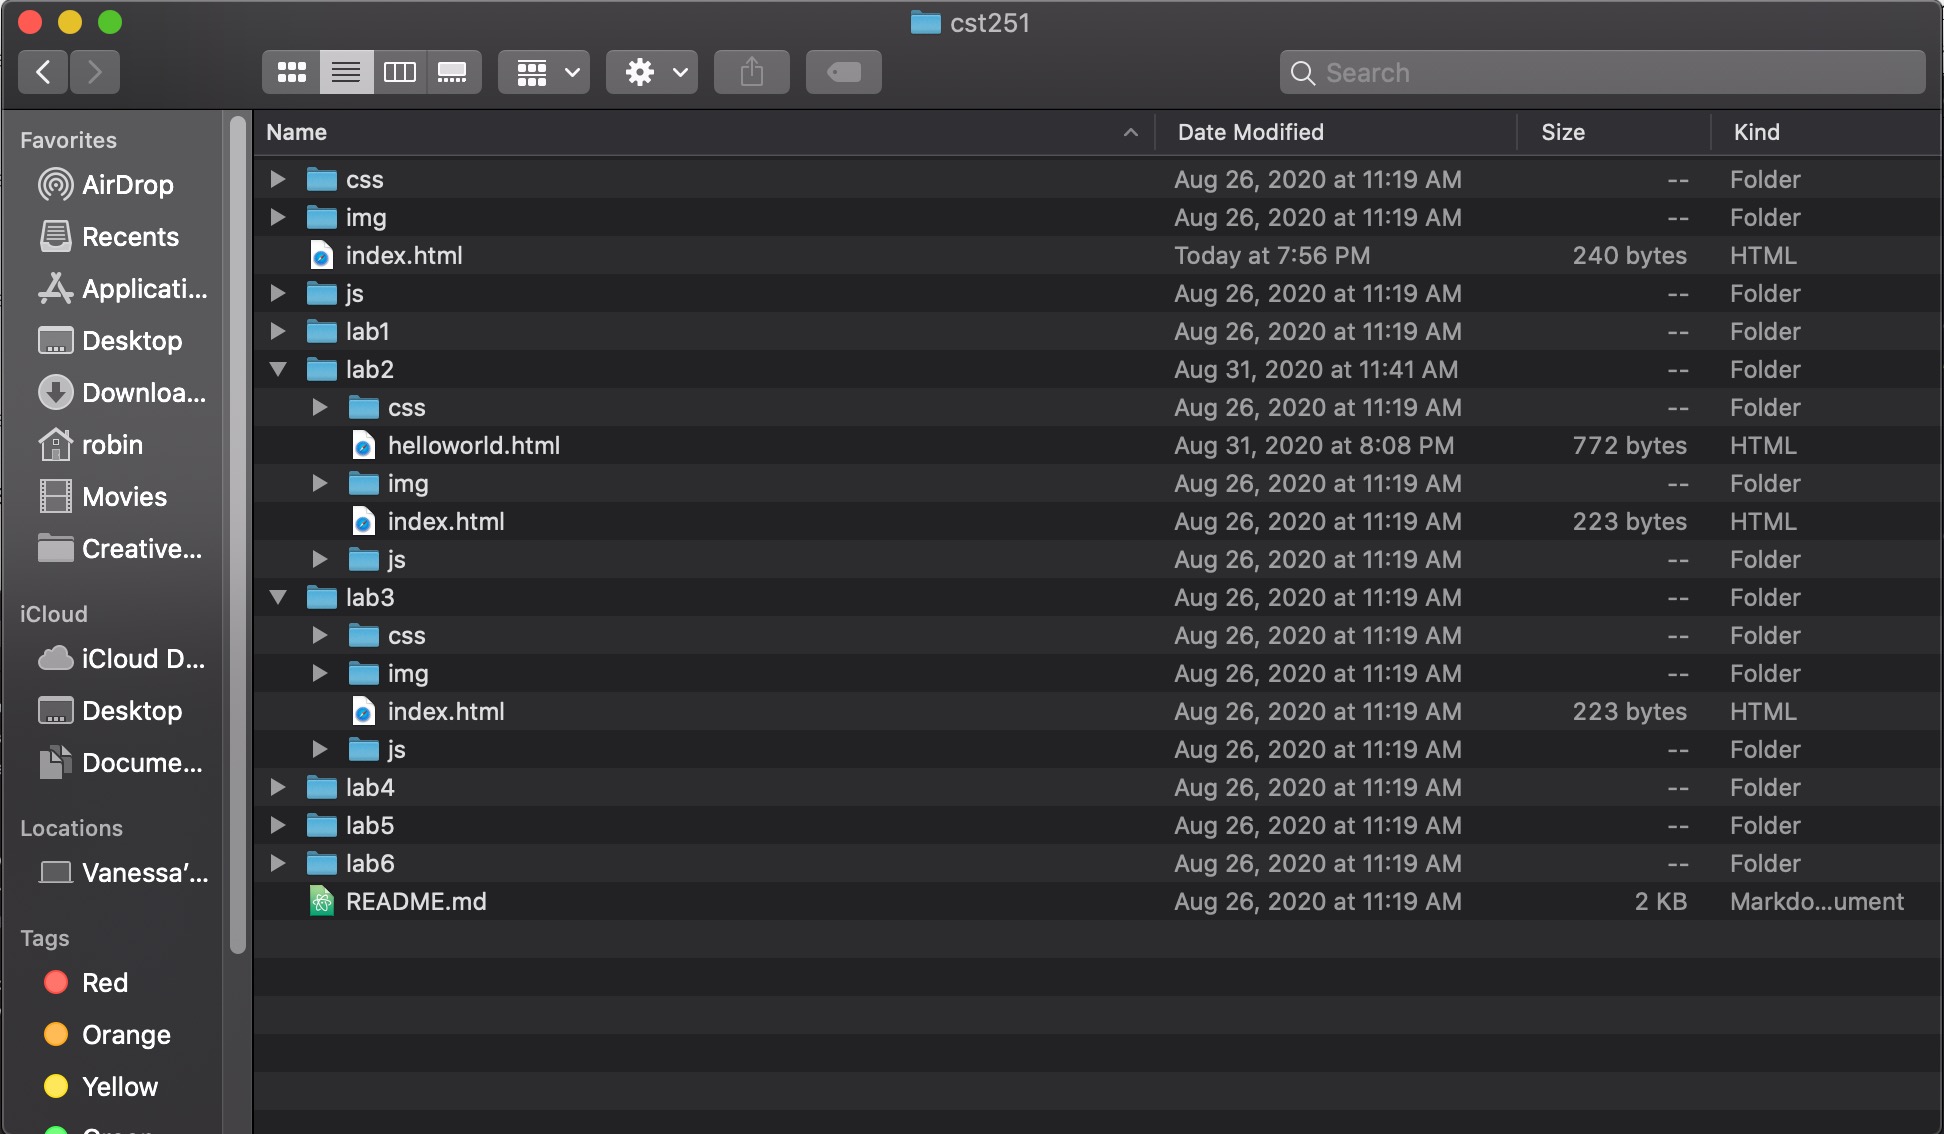 cst251
Search
Favorites
AirDrop
Recents
Applicati...
Desktop
Downloa...
robin
Movies
Creative...
iCloud
iCloud D...
Desktop
Docume...
Locations
Vanessa’...
Tags
Red
Orange
Yellow
Name Date Modified Size Kind
css Aug 26, 2020 at 11:19 AM -- Folder
img Aug 26, 2020 at 11:19 AM -- Folder
index.html Today at 7:56 PM 240 bytes HTML
js Aug 26, 2020 at 11:19 AM -- Folder
lab1 Aug 26, 2020 at 11:19 AM -- Folder
lab2 Aug 31, 2020 at 11:41 AM -- Folder
css Aug 26, 2020 at 11:19 AM -- Folder
helloworld.html Aug 31, 2020 at 8:08 PM 772 bytes HTML
img Aug 26, 2020 at 11:19 AM -- Folder
index.html Aug 26, 2020 at 11:19 AM 223 bytes HTML
js Aug 26, 2020 at 11:19 AM -- Folder
lab3 Aug 26, 2020 at 11:19 AM -- Folder
css Aug 26, 2020 at 11:19 AM -- Folder
img Aug 26, 2020 at 11:19 AM -- Folder
index.html Aug 26, 2020 at 11:19 AM 223 bytes HTML
js Aug 26, 2020 at 11:19 AM -- Folder
lab4 Aug 26, 2020 at 11:19 AM -- Folder
lab5 Aug 26, 2020 at 11:19 AM -- Folder
lab6 Aug 26, 2020 at 11:19 AM -- Folder
README.md Aug 26, 2020 at 11:19 AM 2 KB Markdo...ument